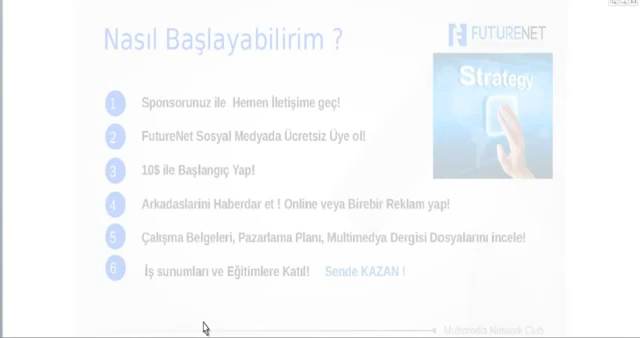 Nasıl Başlayabilirim ?
FUTURENET
Strategy
1 Sponsorunuz ile Hemen İletişime geç!
2 FutureNet Sosyal Medyada Ücretsiz Üye ol!
3 10$ ile Başlangıç Yap!
4 Arkadaslarini Haberdar et ! Online veya Birebir Reklam yap!
5 Çalışma Belgeleri, Pazarlama Planı, Multimedya Dergisi Dosyalarını incele!
6 İş sunumları ve Eğitimlere Katıl! Sende KAZAN !
Multimedia Network Club